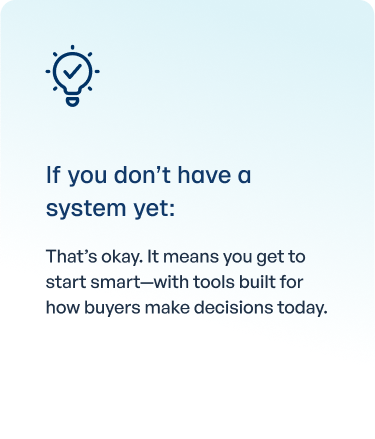 If you don’t have a
system yet:
That’s okay. It means you get to
start smart—with tools built for
how buyers make decisions today.